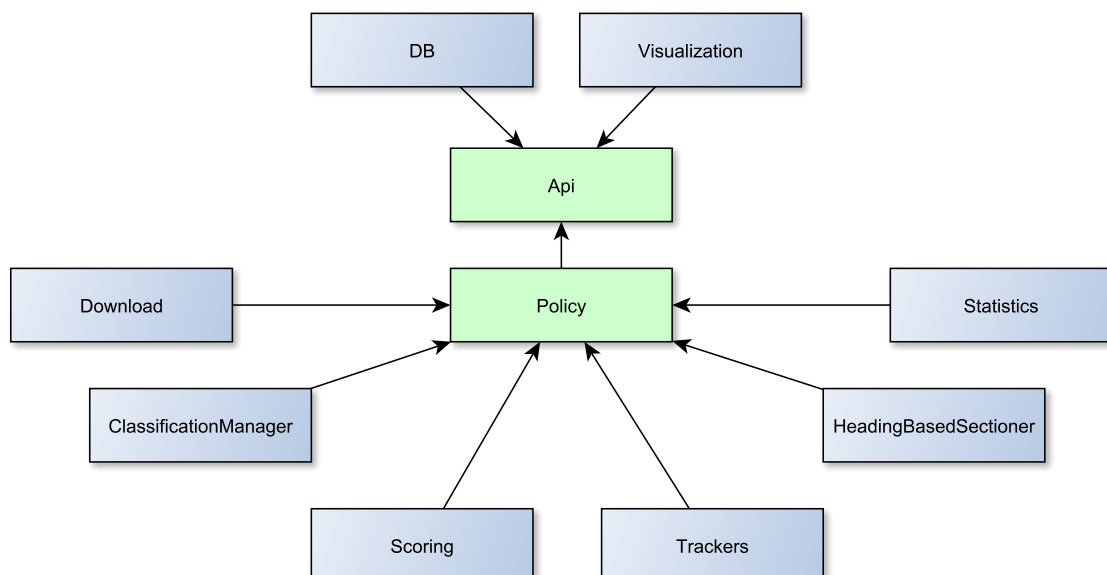 DB
Visualization
Api
Download
Policy
Statistics
ClassificationManager
HeadingBasedSectioner
Scoring
Trackers